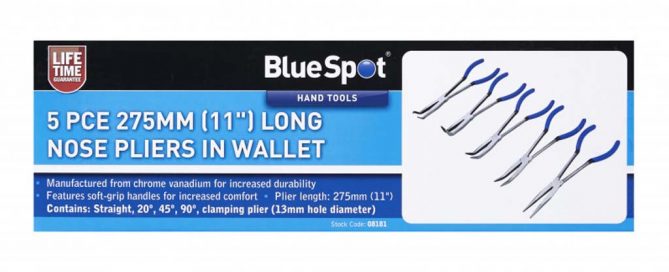 LIFE
TIME
GUARANTEE
BlueSpot®
HAND TOOLS
5 PCE 275MM (11") LONG
NOSE PLIERS IN WALLET
• Manufactured from chrome vanadium for increased durability
• Features soft-grip handles for increased comfort • Plier length: 275mm (11")
Contains: Straight, 20°, 45°, 90°, clamping plier (13mm hole diameter)
Stock Code: 08181